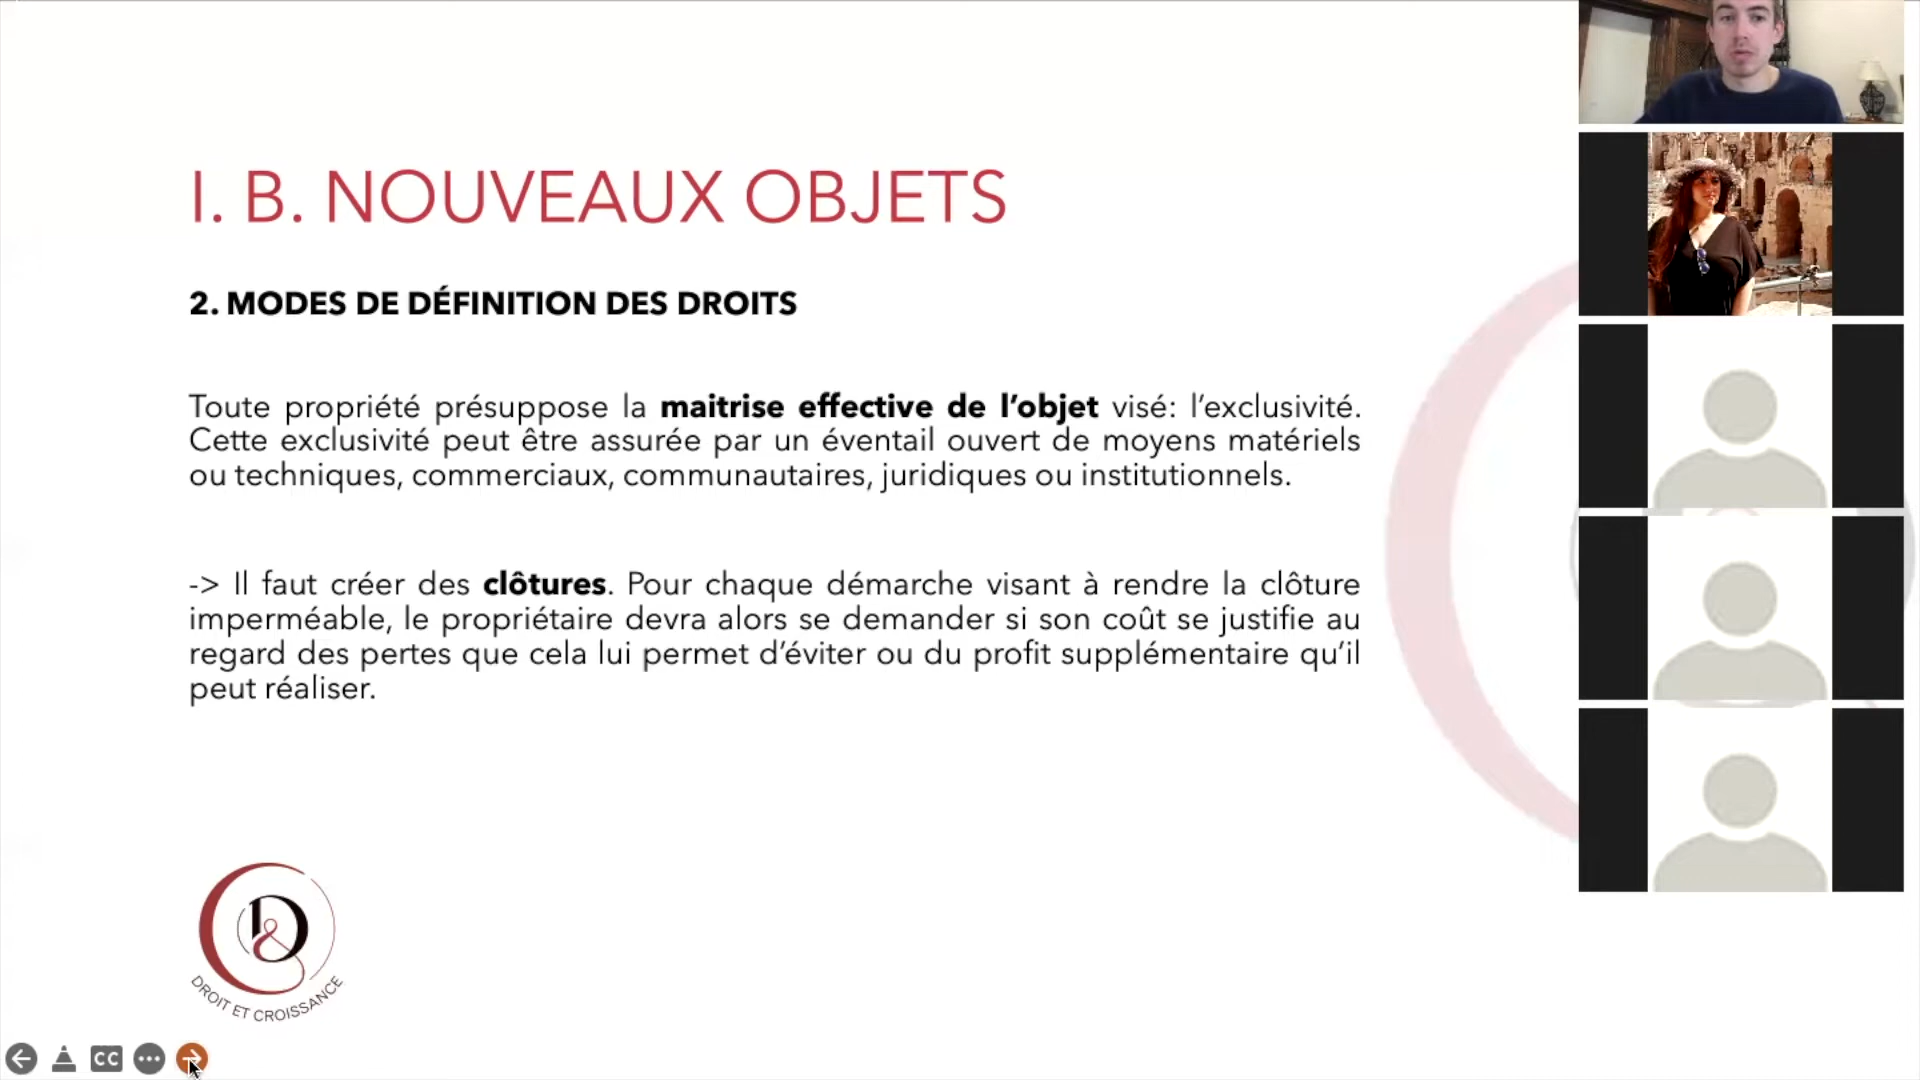 I. B. NOUVEAUX OBJETS
2. MODES DE DÉFINITION DES DROITS
Toute propriété présuppose la maitrise effective de l’objet visé: l’exclusivité.
Cette exclusivité peut être assurée par un éventail ouvert de moyens matériels
ou techniques, commerciaux, communautaires, juridiques ou institutionnels.
-> Il faut créer des clôtures. Pour chaque démarche visant à rendre la clôture
imperméable, le propriétaire devra alors se demander si son coût se justifie au
regard des pertes que cela lui permet d’éviter ou du profit supplémentaire qu’il
peut réaliser.
D&
DROIT ET CROISSANCE
CC